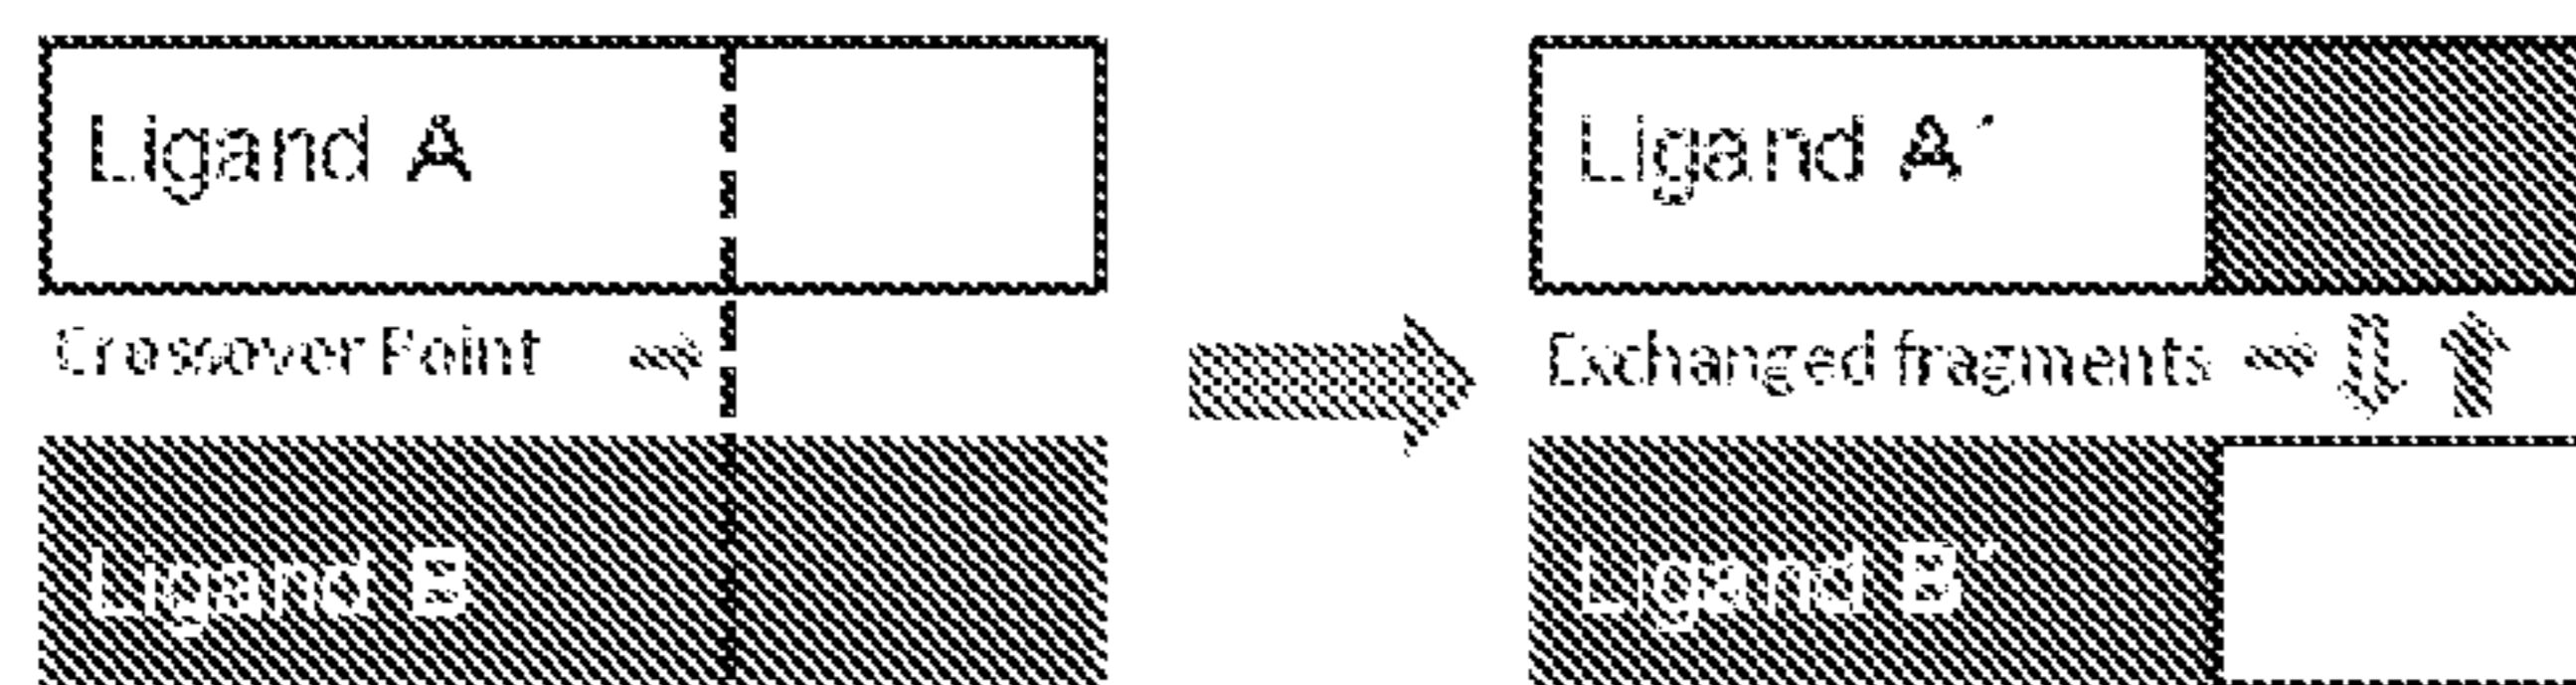 Ligand A
Ligand A´
Crossover Point
Exchanged fragments
Ligand B
Ligand B´